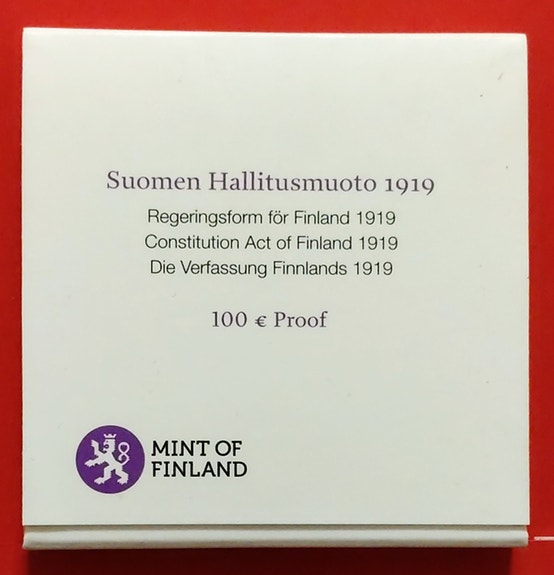 Suomen Hallitusmuoto 1919
Regeringsform för Finland 1919
Constitution Act of Finland 1919
Die Verfassung Finnlands 1919
100 € Proof
MINT OF
FINLAND